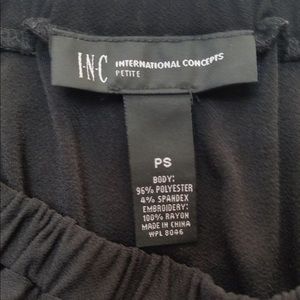 I·N·C INTERNATIONAL CONCEPTS
PETITE
PS
BODY:
96% POLYESTER
4% SPANDEX
EMBROIDERY:
100% RAYON
MADE IN CHINA
WPL 8046